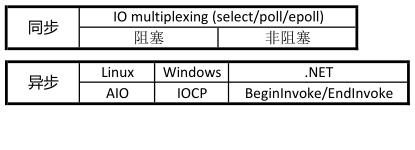 同步
IO multiplexing (select/poll/epoll)
阻塞 非阻塞
异步
Linux Windows .NET
AIO IOCP BeginInvoke/EndInvoke